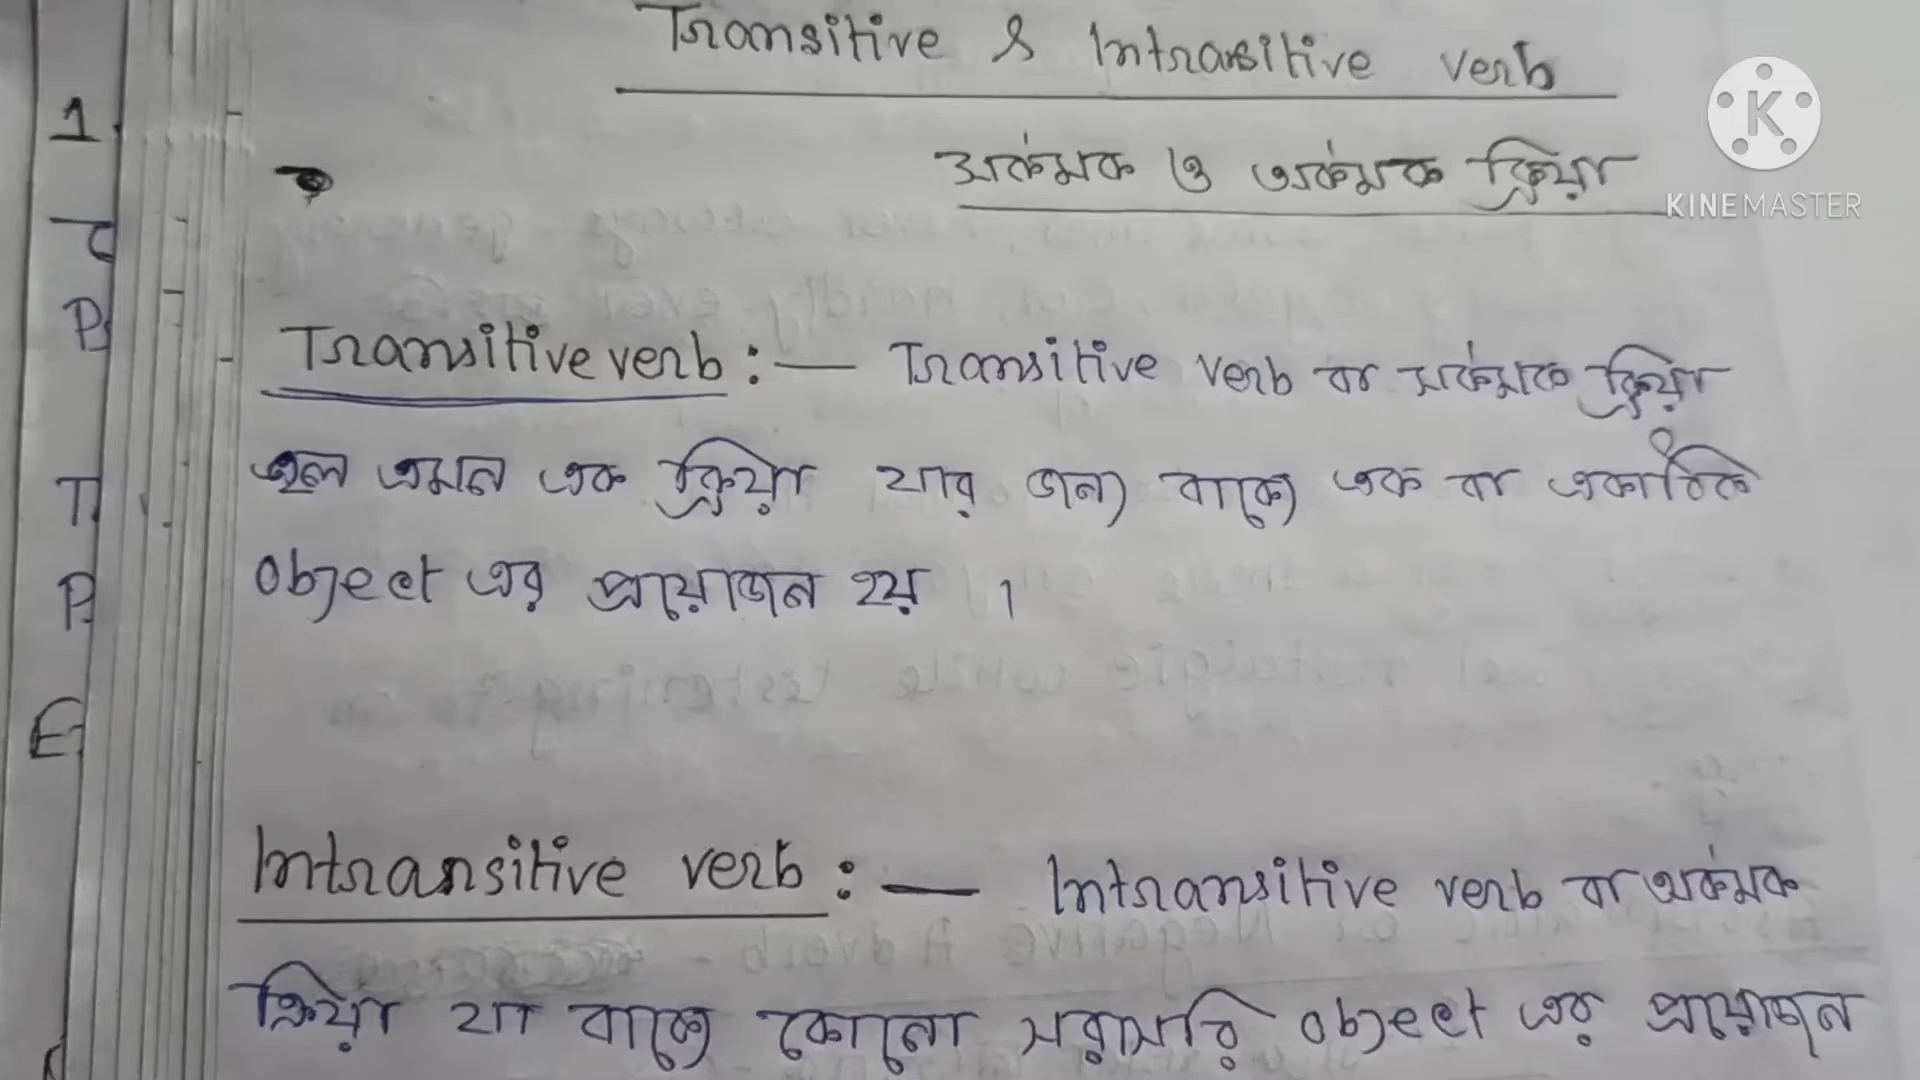 Transitive & Intransitive verb
সকর্মক ও অকর্মক ক্রিয়া
KINEMASTER
Transitive verb :— Transitive verb বা সকর্মক ক্রিয়া
হল এমন এক ক্রিয়া যার জন্য বাক্যে এক বা একাধিক
object এর প্রয়োজন হয় ।
Intransitive verb :— Intransitive verb বা অকর্মক
ক্রিয়া যা বাক্যে কোনো সরাসরি object এর প্রয়োজন
1.
P
T
P
E